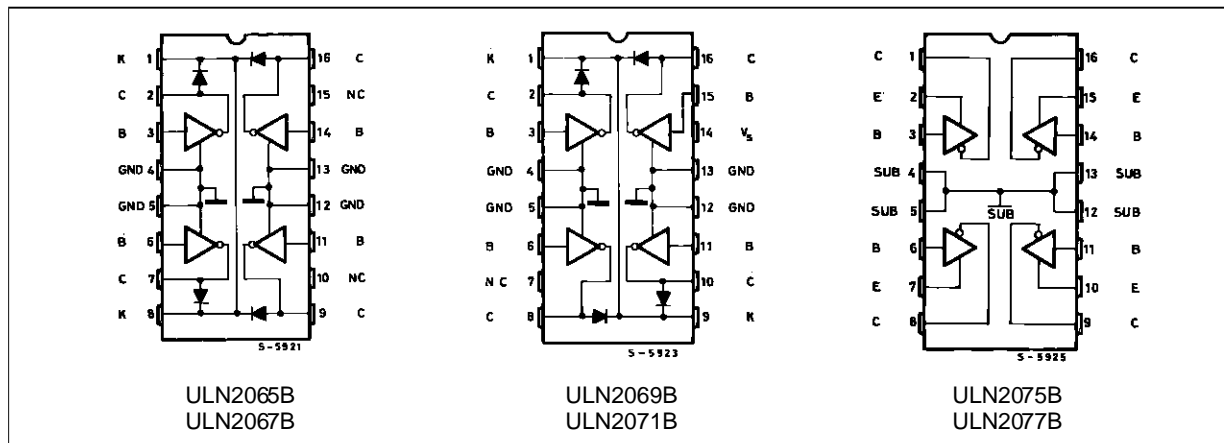 K 1 16 C
C 2 15 NC
B 3 14 B
GND 4 13 GND
GND 5 12 GND
B 6 11 B
C 7 10 NC
K 8 9 C
S-5921
ULN2065B
ULN2067B
K 1 16 C
C 2 15 B
B 3 14 Vs
GND 4 13 GND
GND 5 12 GND
B 6 11 B
NC 7 10 C
C 8 9 K
S-5923
ULN2069B
ULN2071B
C 1 16 C
E 2 15 E
B 3 14 B
SUB 4 13 SUB
SUB 5 SUB 12 SUB
B 6 11 B
E 7 10 E
C 8 9 C
S-5925
ULN2075B
ULN2077B